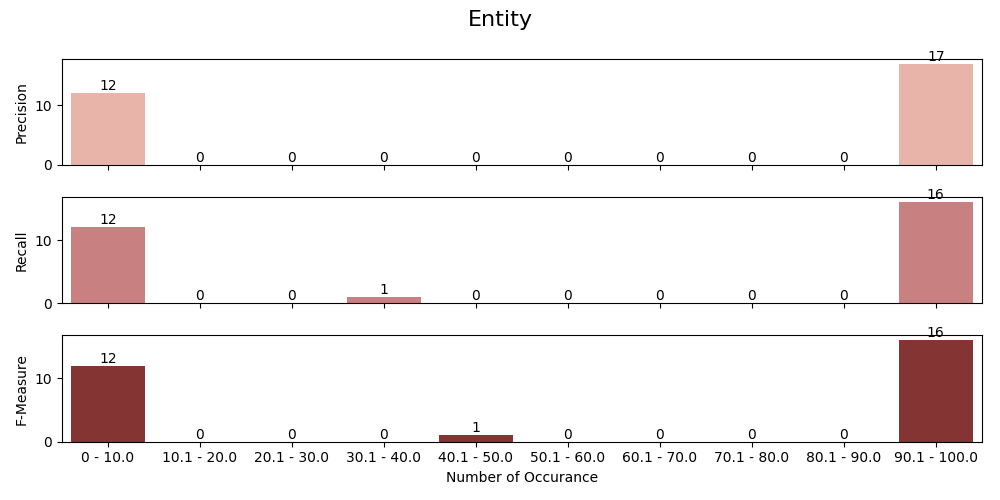 Entity
Precision
10
0
12 0 0 0 0 0 0 0 0 17
Recall
10
0
12 0 0 1 0 0 0 0 0 16
F-Measure
10
0
12 0 0 0 1 0 0 0 0 16
0 - 10.0 10.1 - 20.0 20.1 - 30.0 30.1 - 40.0 40.1 - 50.0 50.1 - 60.0 60.1 - 70.0 70.1 - 80.0 80.1 - 90.0 90.1 - 100.0
Number of Occurance